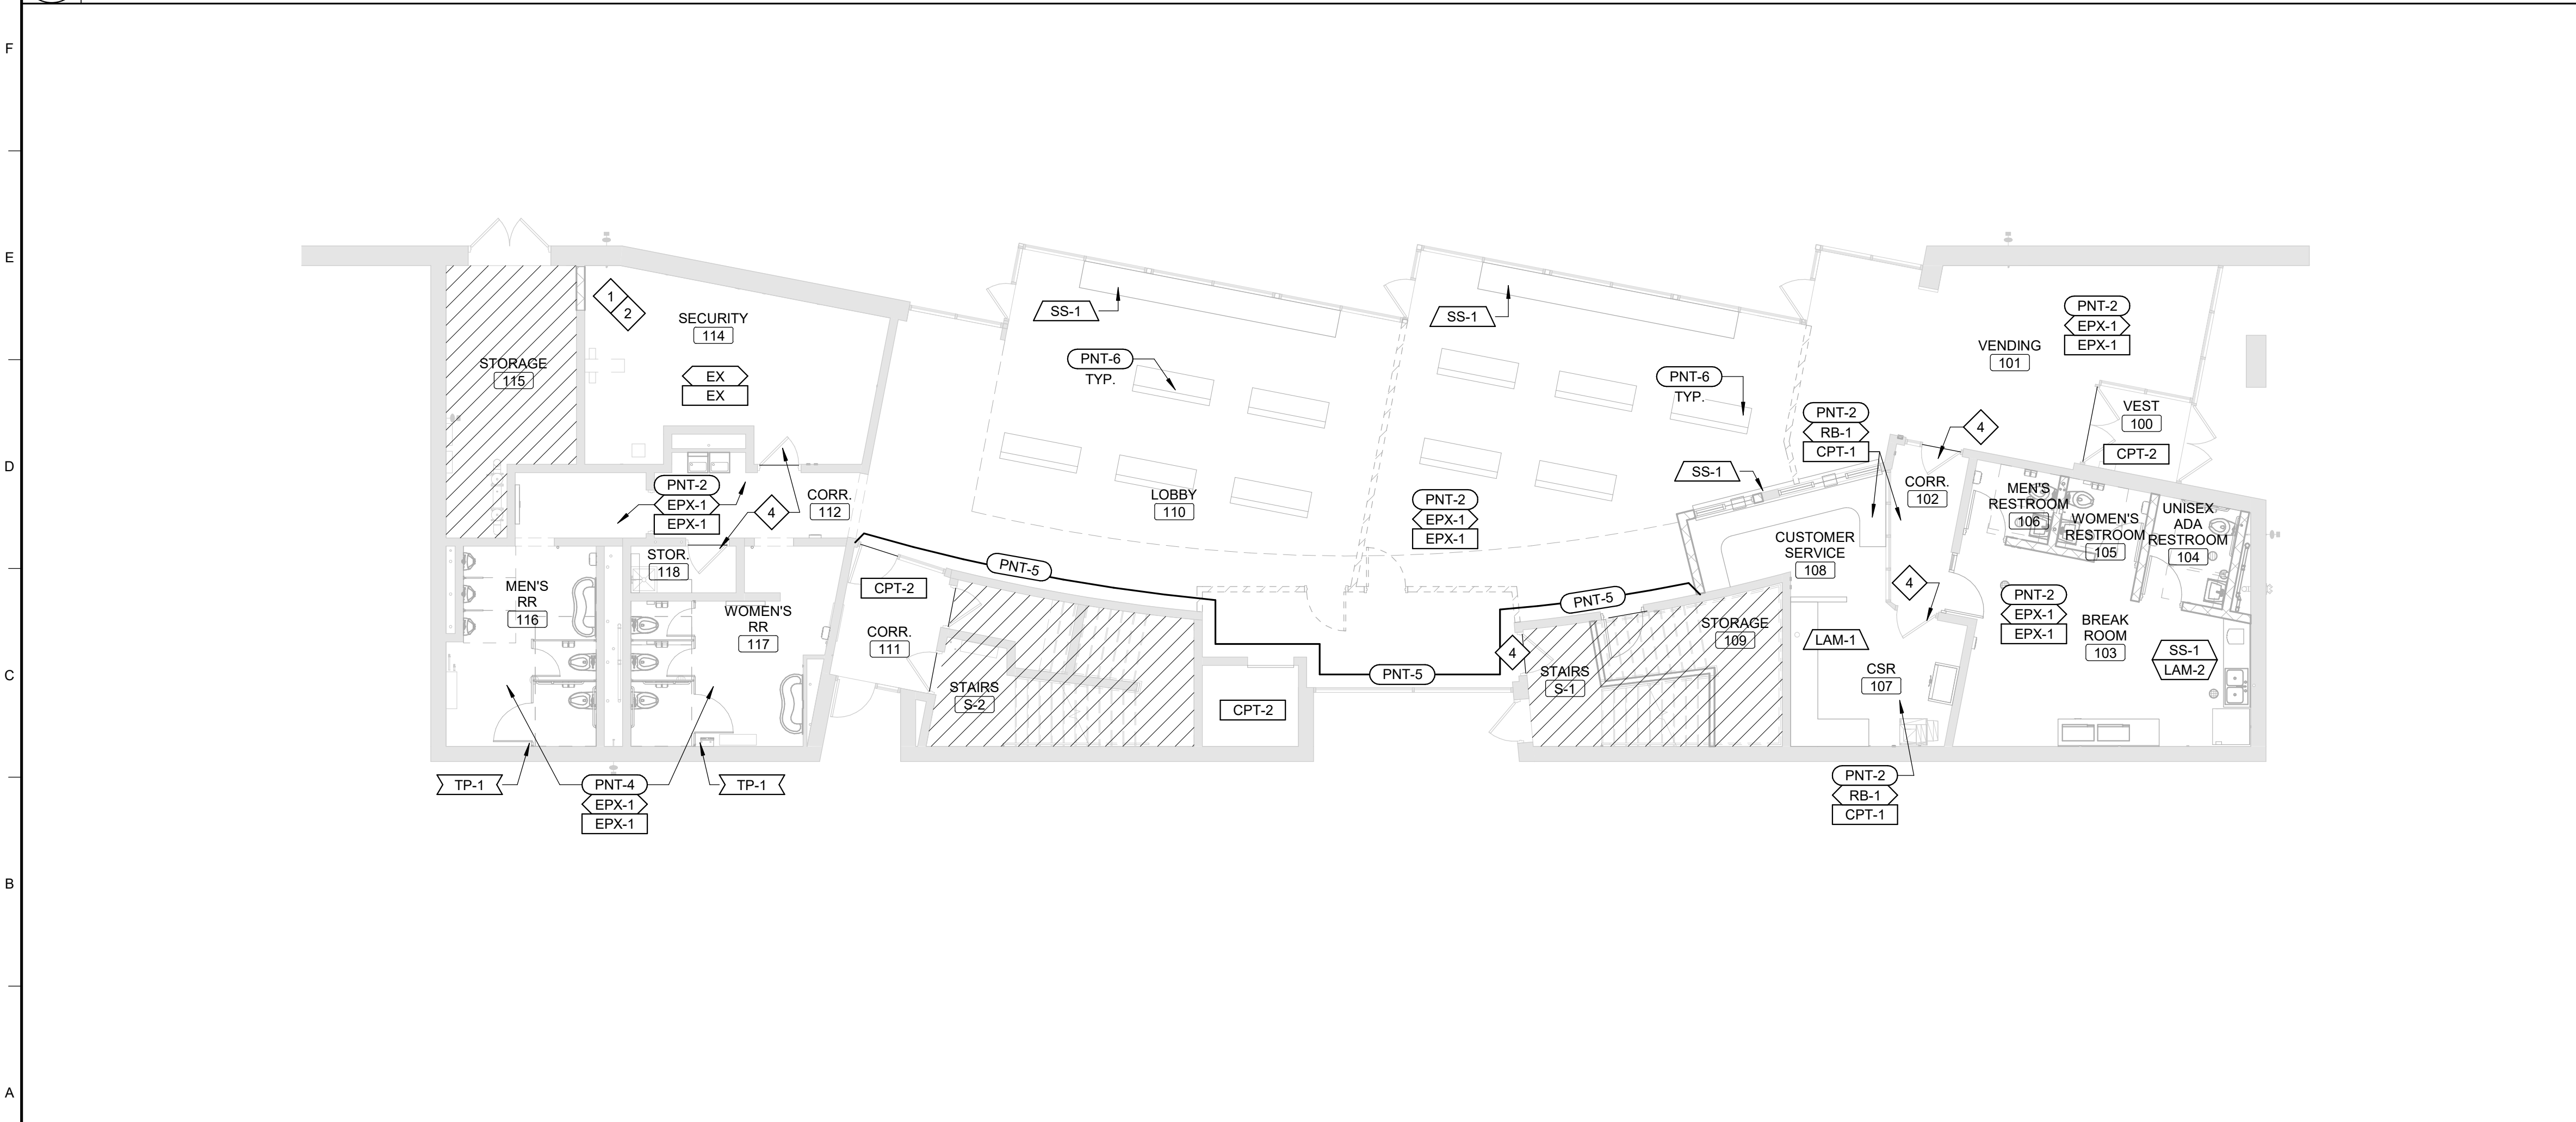 F
E
D
C
B
A
1
2
SECURITY
114
STORAGE
115
EX
EX
SS-1
SS-1
PNT-6
TYP.
PNT-6
TYP.
PNT-2
EPX-1
EPX-1
VENDING
101
VEST
100
CPT-2
PNT-2
RB-1
CPT-1
4
SS-1
CORR.
102
MEN'S
RESTROOM
106
WOMEN'S
RESTROOM
105
UNISEX
ADA
RESTROOM
104
PNT-2
EPX-1
EPX-1
CORR.
112
4
LOBBY
110
PNT-2
EPX-1
EPX-1
CUSTOMER
SERVICE
108
STOR.
118
PNT-5
CPT-2
MEN'S
RR
116
WOMEN'S
RR
117
CORR.
111
PNT-5
4
PNT-2
EPX-1
EPX-1
BREAK
ROOM
103
STORAGE
109
LAM-1
4
SS-1
LAM-2
STAIRS
S-2
PNT-5
STAIRS
S-1
CSR
107
CPT-2
TP-1
PNT-4
EPX-1
EPX-1
TP-1
PNT-2
RB-1
CPT-1